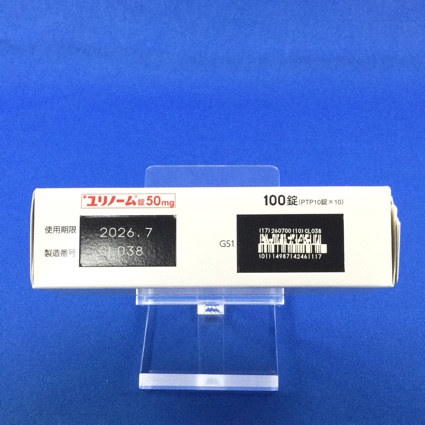 ユリノーム錠50mg
100錠(PTP10錠×10)
使用期限 2026.7
製造番号 CL038
GS1
(17)260700(10)CL038
(01)14987142461117